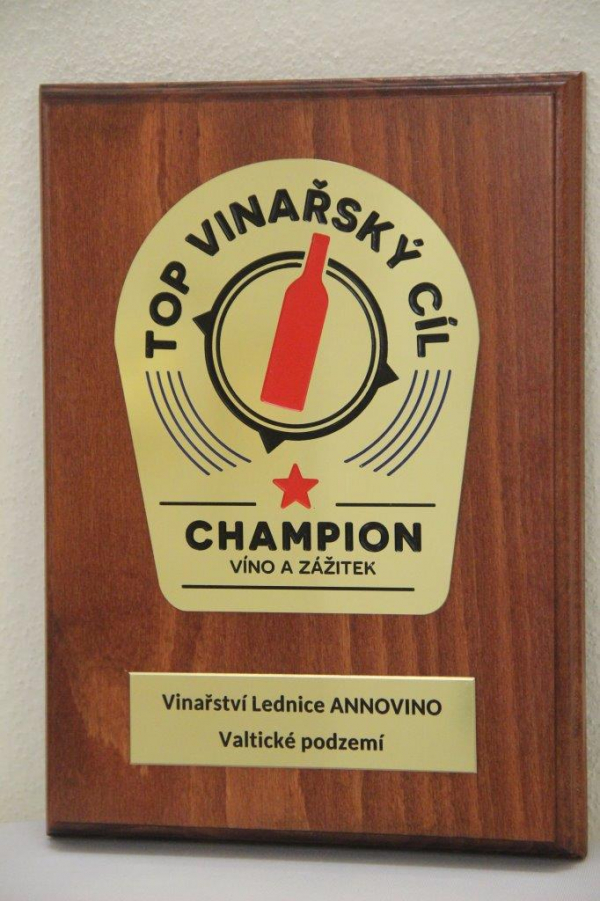 TOP VINAŘSKÝ CÍL
CHAMPION
VÍNO A ZÁŽITEK
Vinařství Lednice ANNOVINO
Valtické podzemí